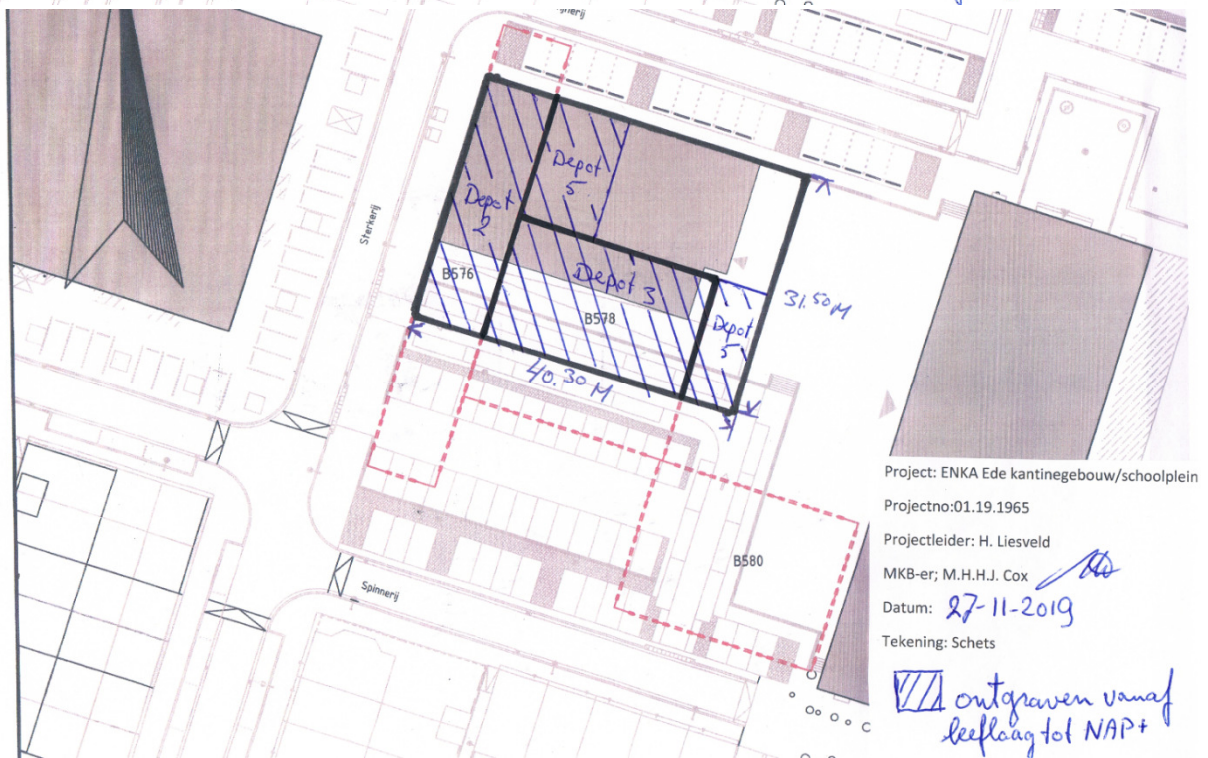 Sterkerij
Depot
2
Depot
5
B576
Depot 3
B578
Depot
5
31.50 M
40.30 M
B580
Spinnerij
Project: ENKA Ede kantinegebouw/schoolplein
Projectno:01.19.1965
Projectleider: H. Liesveld
MKB-er; M.H.H.J. Cox
Datum: 27-11-2019
Tekening: Schets
ontgraven vanaf
leeflaag tot NAP+